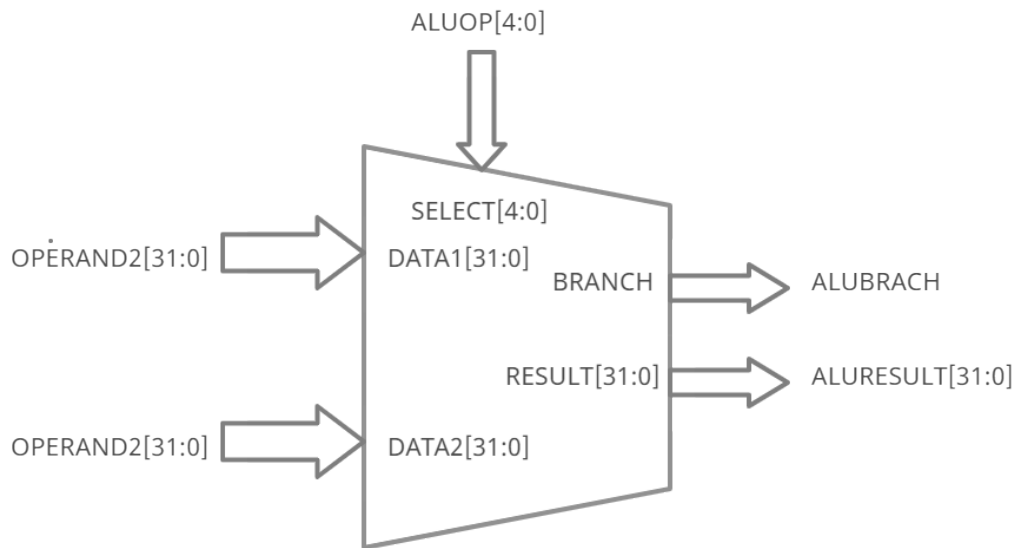 ALUOP[4:0]
SELECT[4:0]
OPERAND2[31:0]
DATA1[31:0]
BRANCH
ALUBRACH
RESULT[31:0]
ALURESULT[31:0]
OPERAND2[31:0]
DATA2[31:0]